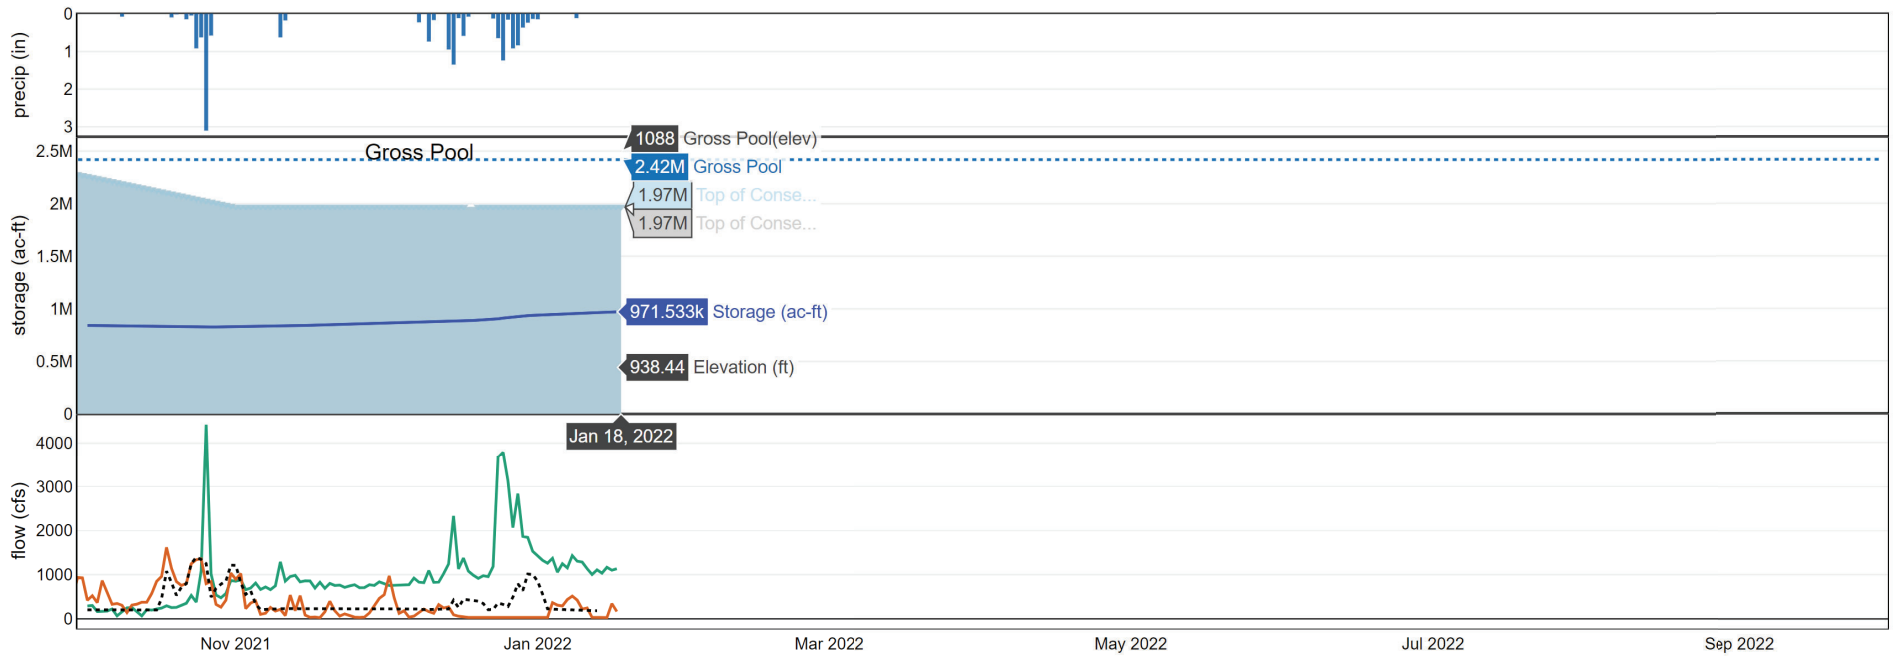 precip (in)
0
1
2
3
1088 Gross Pool(elev)
Gross Pool
2.42M Gross Pool
1.97M Top of Conse...
1.97M Top of Conse...
storage (ac-ft)
2.5M
2M
1.5M
1M
0.5M
0
971.533k Storage (ac-ft)
938.44 Elevation (ft)
Jan 18, 2022
flow (cfs)
4000
3000
2000
1000
0
Nov 2021 Jan 2022 Mar 2022 May 2022 Jul 2022 Sep 2022